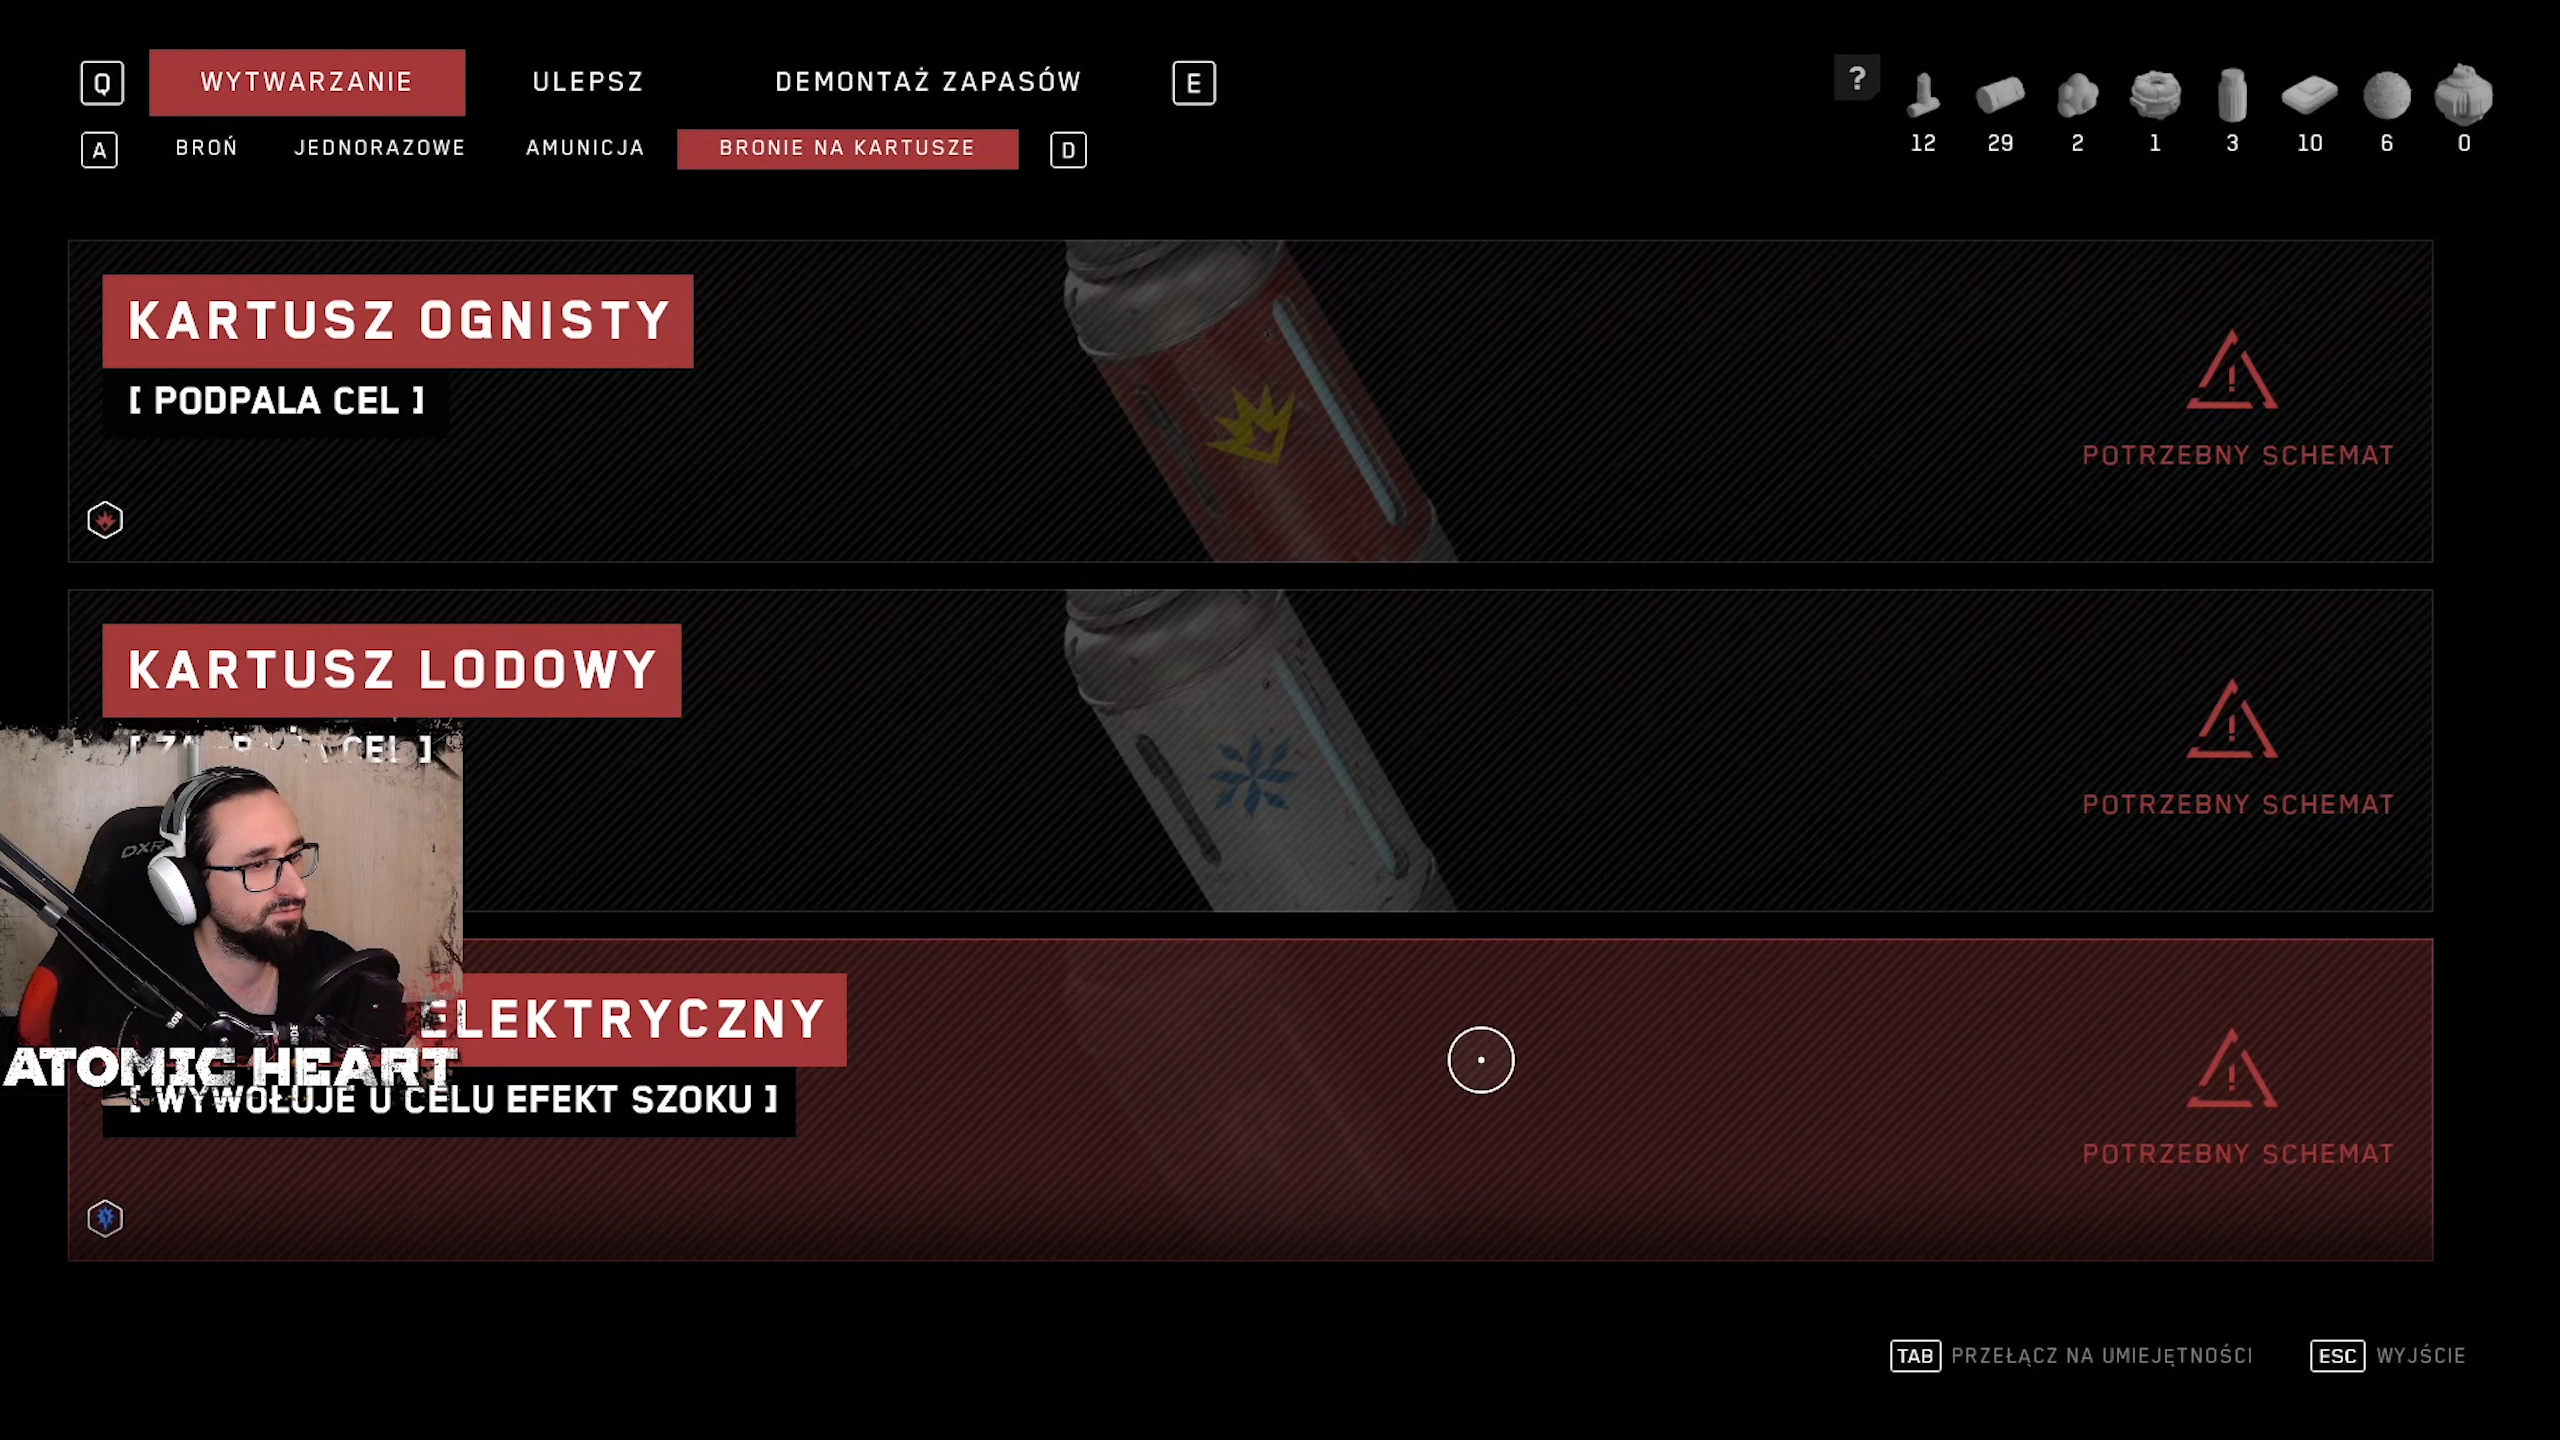 Q WYTWARZANIE ULEPSZ DEMONTAŻ ZAPASÓW E
?
12 29 2 1 3 10 6 0
A BROŃ JEDNORAZOWE AMUNICJA BRONIE NA KARTUSZE D
KARTUSZ OGNISTY
[ PODPALA CEL ]
POTRZEBNY SCHEMAT
KARTUSZ LODOWY
CEL ]
POTRZEBNY SCHEMAT
DXR
ELEKTRYCZNY
ATOMIC HEART
[ WYWOŁUJE U CELU EFEKT SZOKU ]
POTRZEBNY SCHEMAT
TAB PRZEŁĄCZ NA UMIEJĘTNOŚCI ESC WYJŚCIE